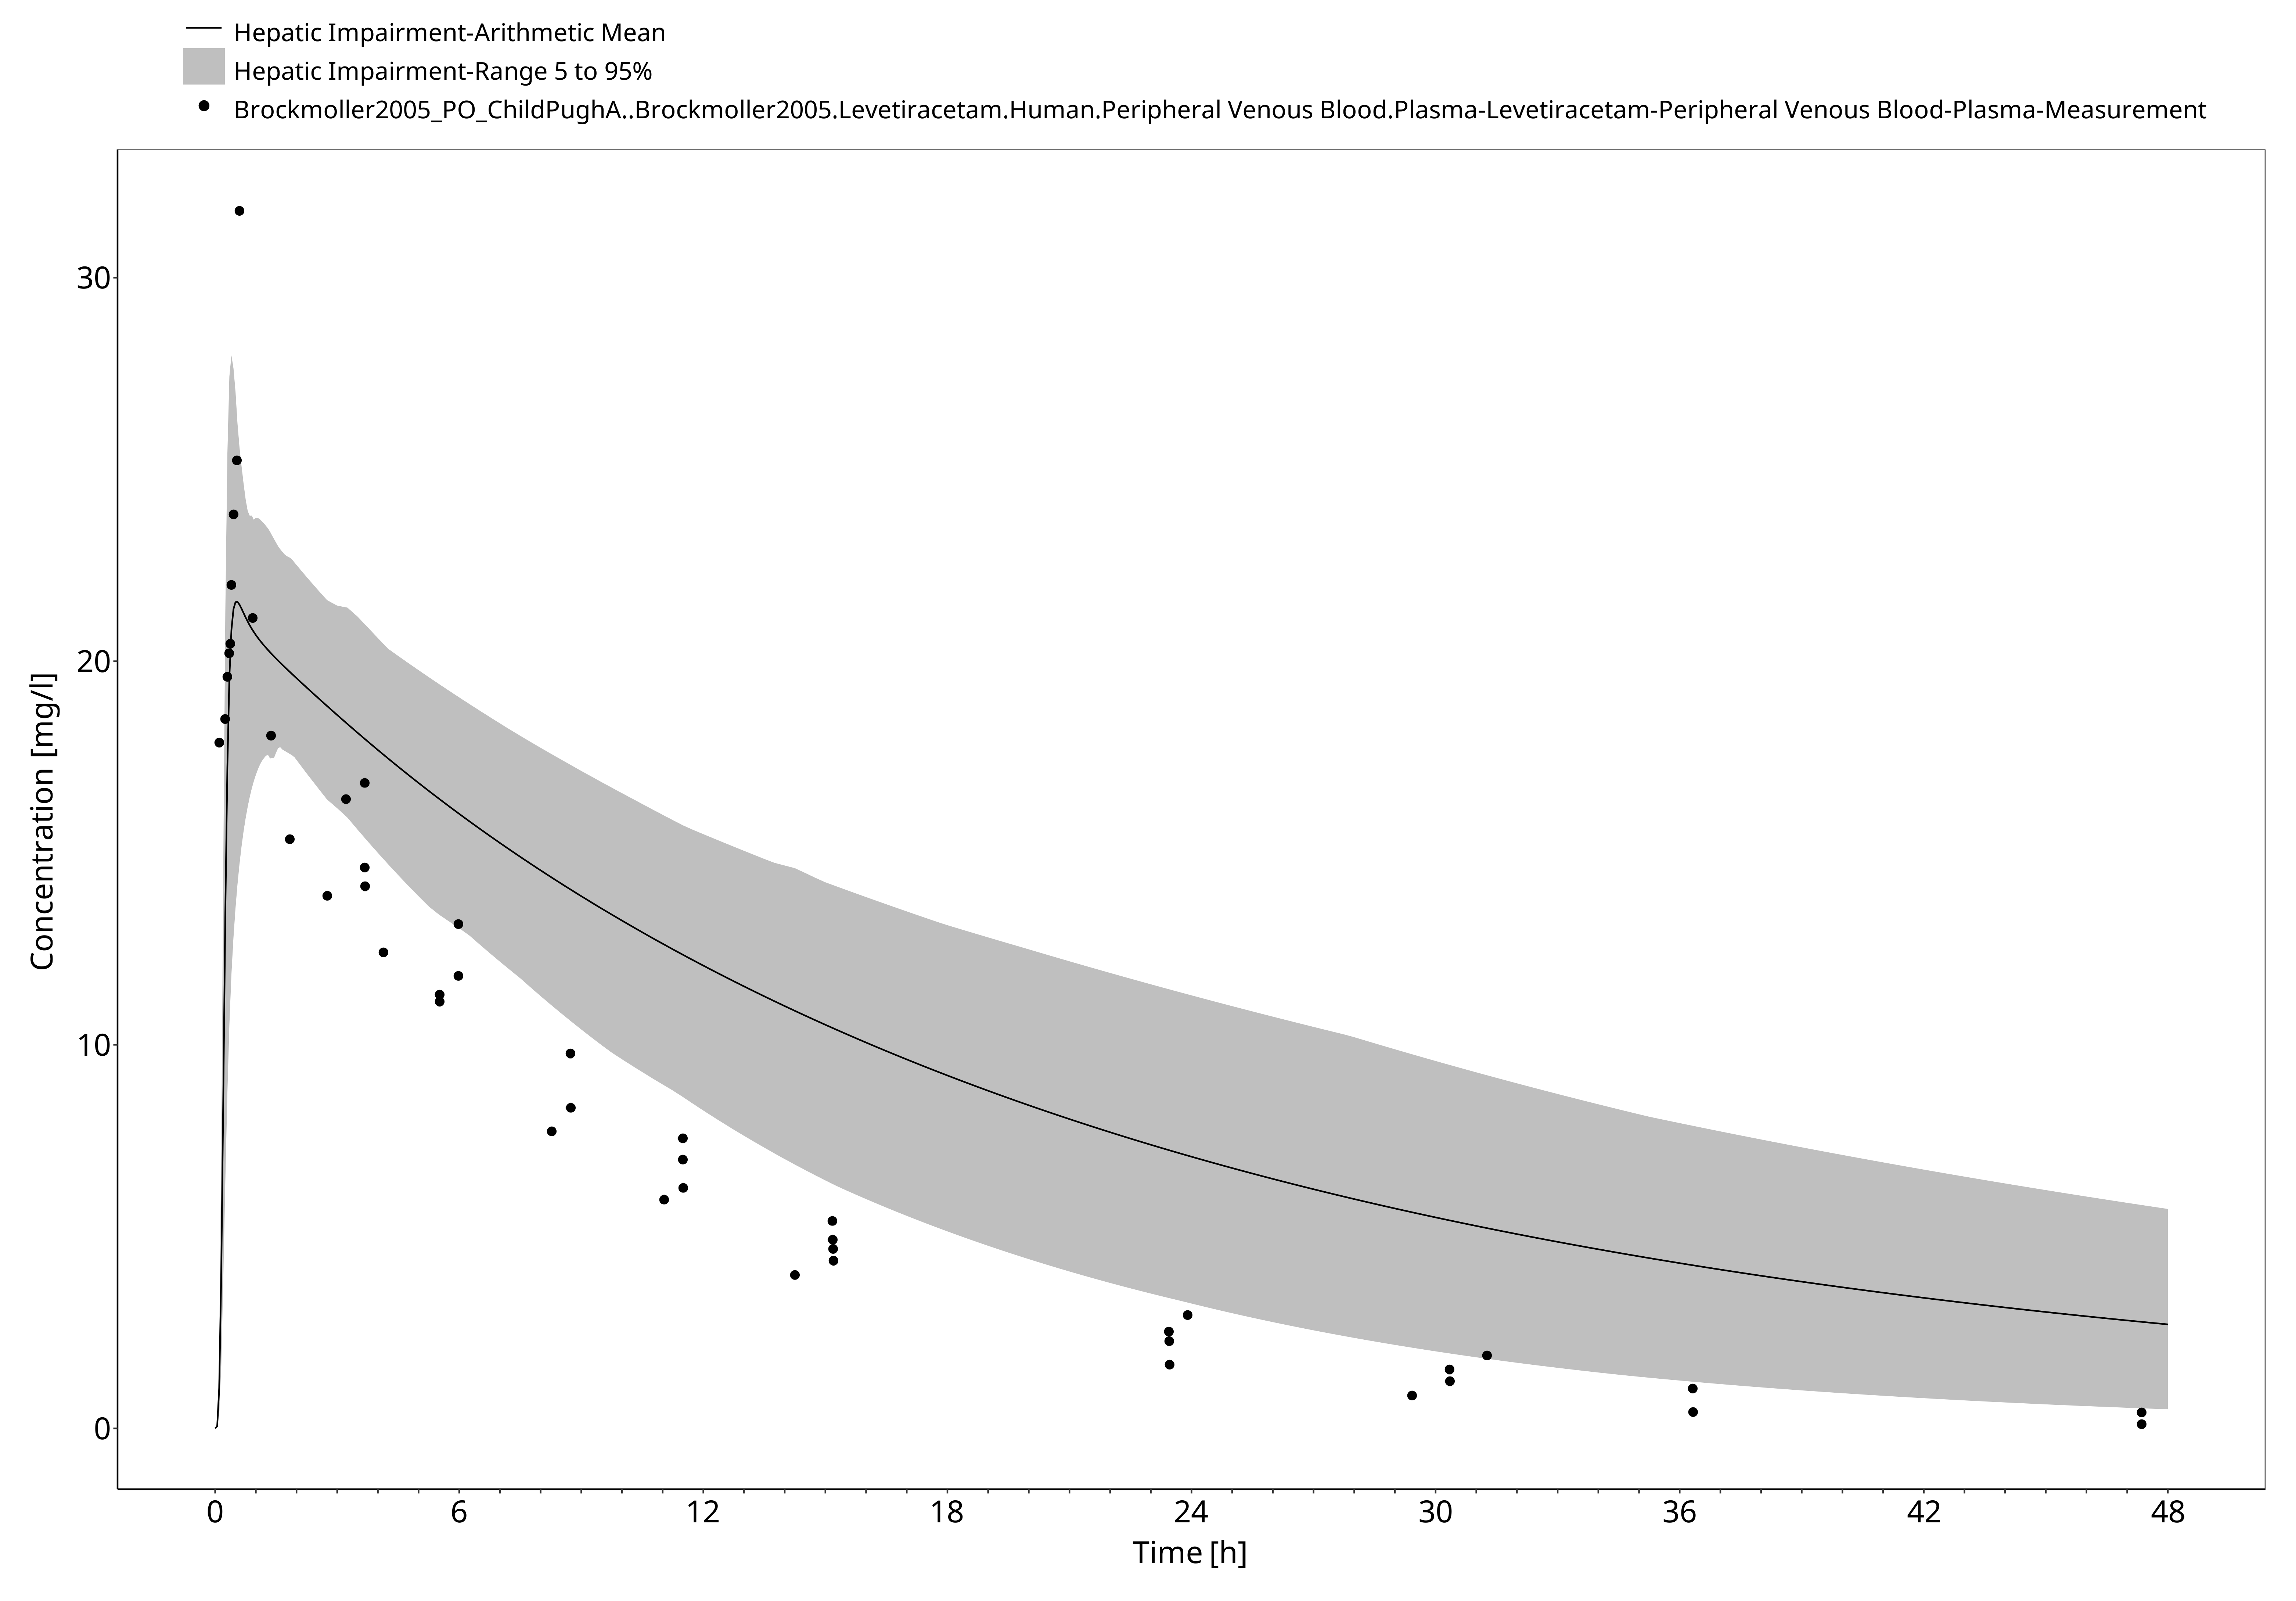 Hepatic Impairment-Arithmetic Mean
Hepatic Impairment-Range 5 to 95%
Brockmoller2005_PO_ChildPughA..Brockmoller2005.Levetiracetam.Human.Peripheral Venous Blood.Plasma-Levetiracetam-Peripheral Venous Blood-Plasma-Measurement
Concentration [mg/l]
30
20
10
0
0 6 12 18 24 30 36 42 48
Time [h]